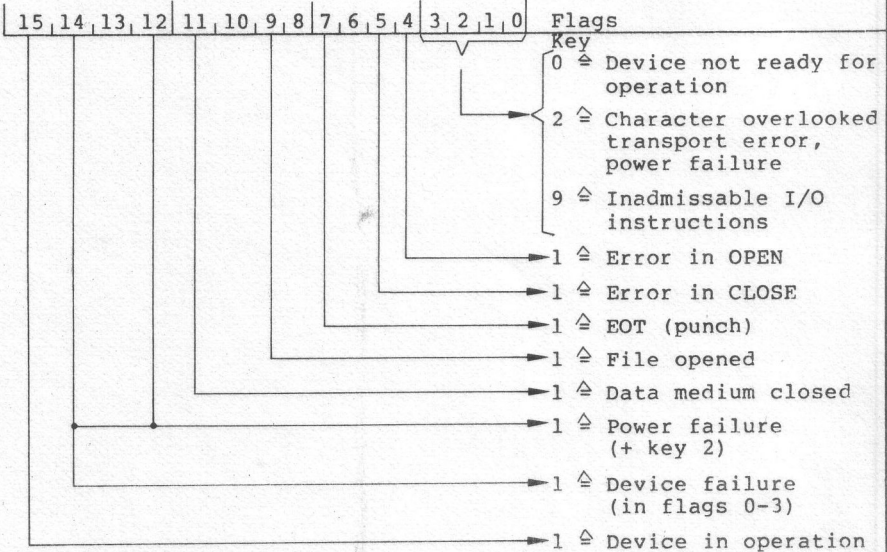 15 14 13 12 11 10 9 8 7 6 5 4 3 2 1 0 Flags
Key
0 ≙ Device not ready for
operation
2 ≙ Character overlooked
transport error,
power failure
9 ≙ Inadmissable I/O
instructions
1 ≙ Error in OPEN
1 ≙ Error in CLOSE
1 ≙ EOT (punch)
1 ≙ File opened
1 ≙ Data medium closed
1 ≙ Power failure
(+ key 2)
1 ≙ Device failure
(in flags 0-3)
1 ≙ Device in operation